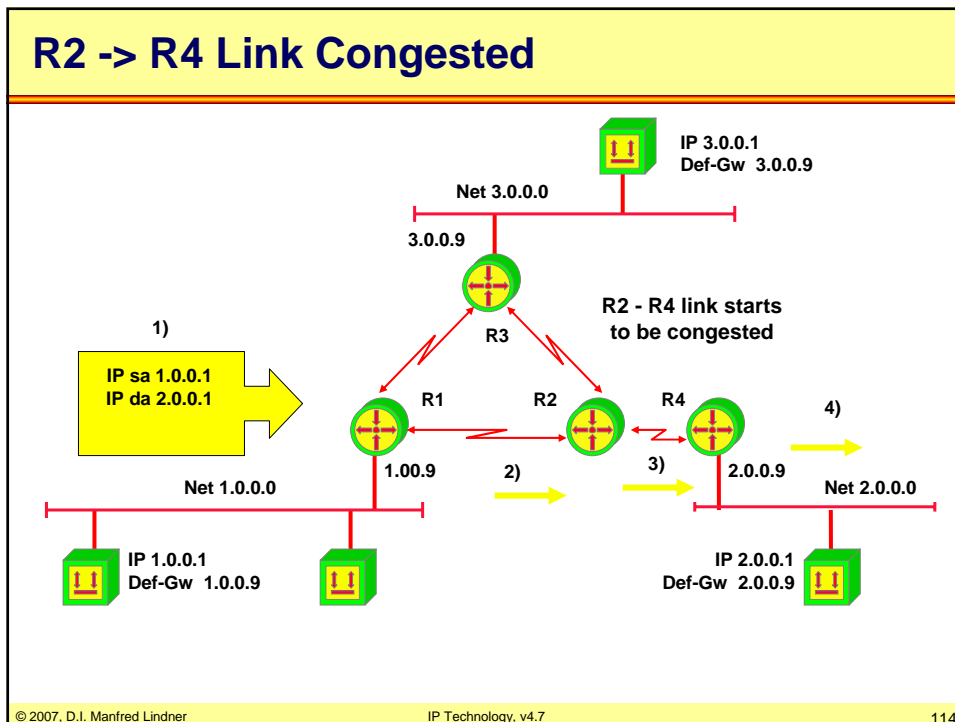 R2 -> R4 Link Congested
IP 3.0.0.1
Def-Gw 3.0.0.9
Net 3.0.0.0
3.0.0.9
R2 - R4 link starts
to be congested
R3
1)
IP sa 1.0.0.1
IP da 2.0.0.1
R1
R2
R4
4)
1.00.9
2)
3)
2.0.0.9
Net 1.0.0.0
Net 2.0.0.0
IP 1.0.0.1
Def-Gw 1.0.0.9
IP 2.0.0.1
Def-Gw 2.0.0.9
© 2007, D.I. Manfred Lindner
IP Technology, v4.7
114